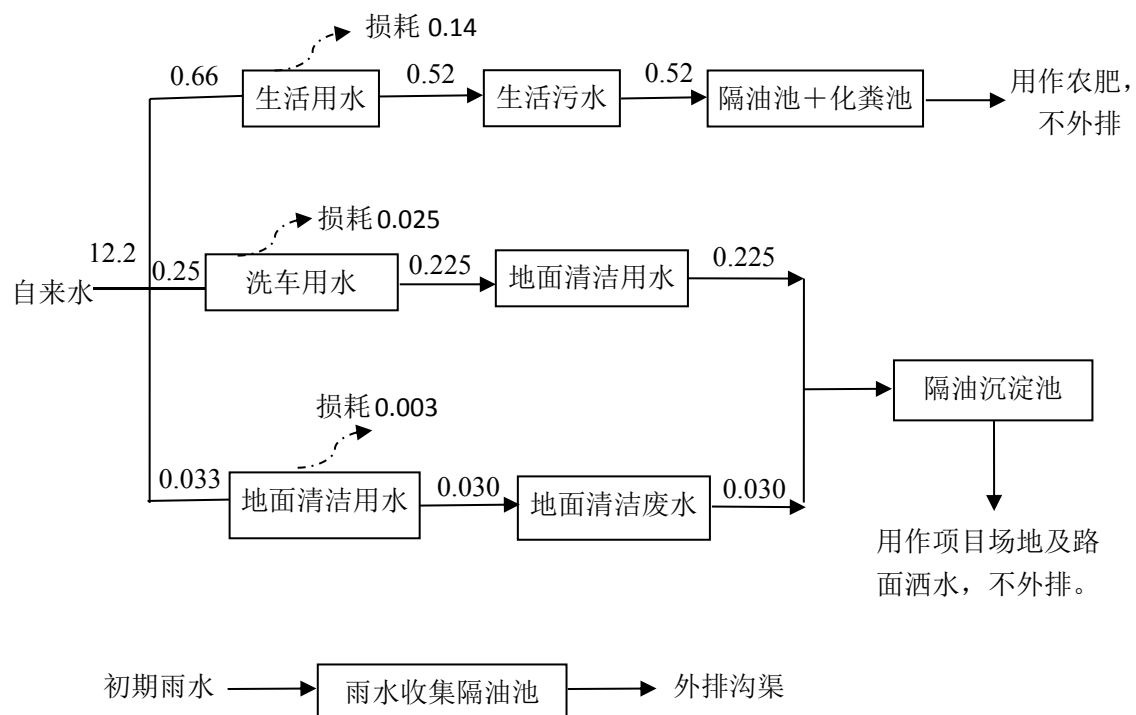 损耗 0.14
0.66
生活用水
0.52
生活污水
0.52
隔油池＋化粪池
用作农肥，
不外排
损耗 0.025
12.2
自来水
0.25
洗车用水
0.225
地面清洁用水
0.225
隔油沉淀池
损耗 0.003
0.033
地面清洁用水
0.030
地面清洁废水
0.030
用作项目场地及路
面洒水，不外排。
初期雨水
雨水收集隔油池
外排沟渠